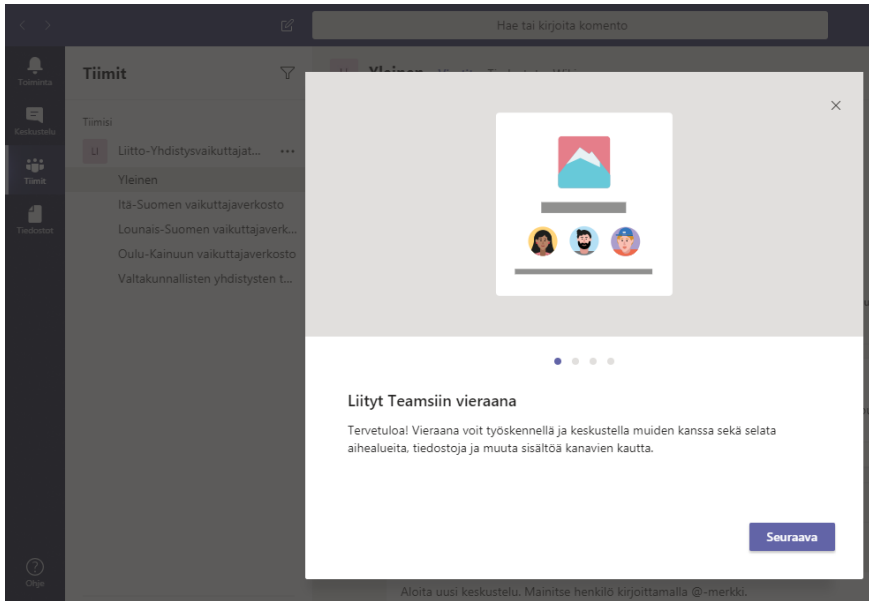 Hae tai kirjoita komento
Toiminta
Keskustelu
Tiimit
Tiedostot
Ohje
Tiimit
Tiimisi
LI Liitto-Yhdistysvaikuttajat...
Yleinen
Itä-Suomen vaikuttajaverkosto
Lounais-Suomen vaikuttajaverk...
Oulu-Kainuun vaikuttajaverkosto
Valtakunnallisten yhdistysten t...
Liityt Teamsiin vieraana
Tervetuloa! Vieraana voit työskennellä ja keskustella muiden kanssa sekä selata
aihealueita, tiedostoja ja muuta sisältöä kanavien kautta.
Seuraava
Aloita uusi keskustelu. Mainitse henkilö kirjoittamalla @-merkki.